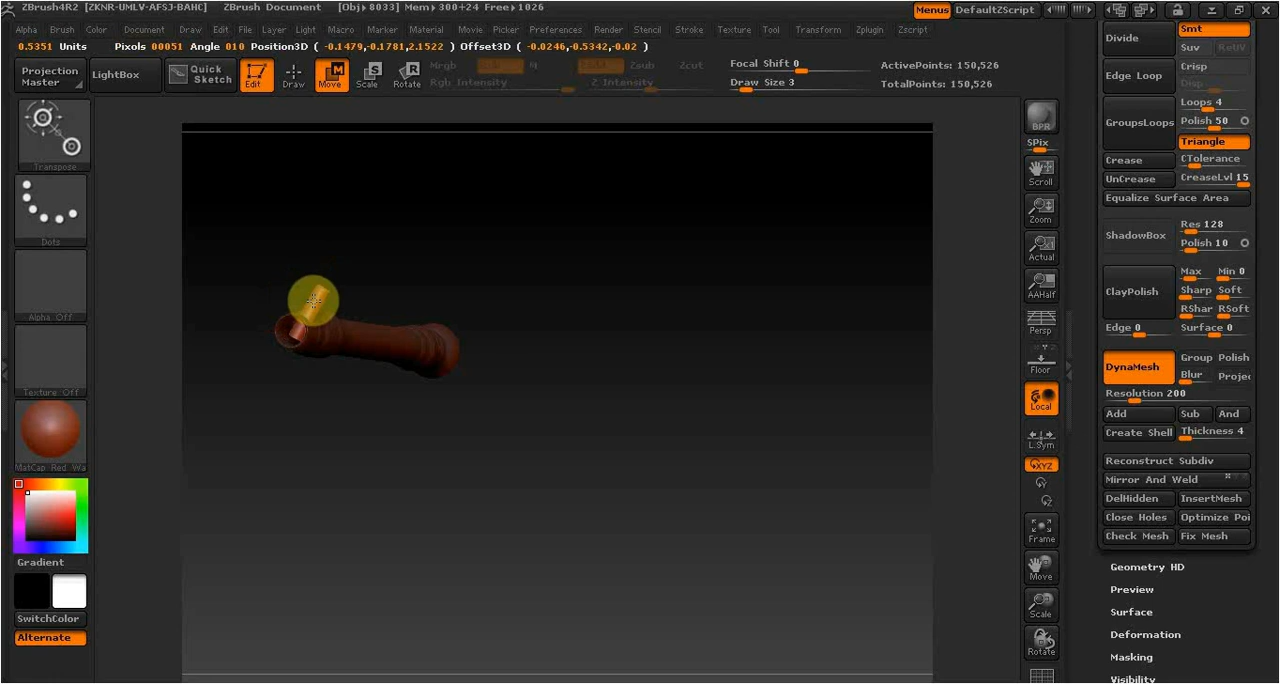 ZBrush4R2 [ZKNR-UMLV-AFSJ-BAHC] ZBrush Document [Obj▸8033] Mem▸300+24 Free▸1026 Menus DefaultZScript
Alpha Brush Color Document Draw Edit File Layer Light Macro Marker Material Movie Picker Preferences Render Stencil Stroke Texture Tool Transform Zplugin Zscript
0.5351 Units Pixols 00051 Angle 010 Position3D ( -0.1479,-0.1781,2.1522 ) Offset3D ( -0.0246,-0.5342,-0.02 )
Projection Master
LightBox
Quick Sketch
Edit
Draw
Move
Scale
Rotate
Mrgb M Zsub Zcut
Rgb Intensity Z Intensity
Focal Shift 0
Draw Size 3
ActivePoints: 150,526
TotalPoints: 150,526
Transpose
Dots
Alpha Off
Texture Off
MatCap Red Wa
Gradient
SwitchColor
Alternate
BPR
SPix
Scroll
Zoom
Actual
AAHalf
Persp
Floor
Local
L.Sym
XYZ
Y
Z
Frame
Move
Scale
Rotate
Divide
Smt
Suv RelUV
Edge Loop
Crisp
Disp
GroupsLoops
Loops 4
Polish 50
Triangle
Crease CTolerance
UnCrease CreaseLvl 15
Equalize Surface Area
ShadowBox
Res 128
Polish 10
ClayPolish
Max Min 0
Sharp Soft
RShar RSoft
Edge 0 Surface 0
DynaMesh
Group Polish
Blur Projec
Resolution 200
Add Sub And
Create Shell Thickness 4
Reconstruct Subdiv
Mirror And Weld
DelHidden InsertMesh
Close Holes Optimize Poi
Check Mesh Fix Mesh
Geometry HD
Preview
Surface
Deformation
Masking
Visibility